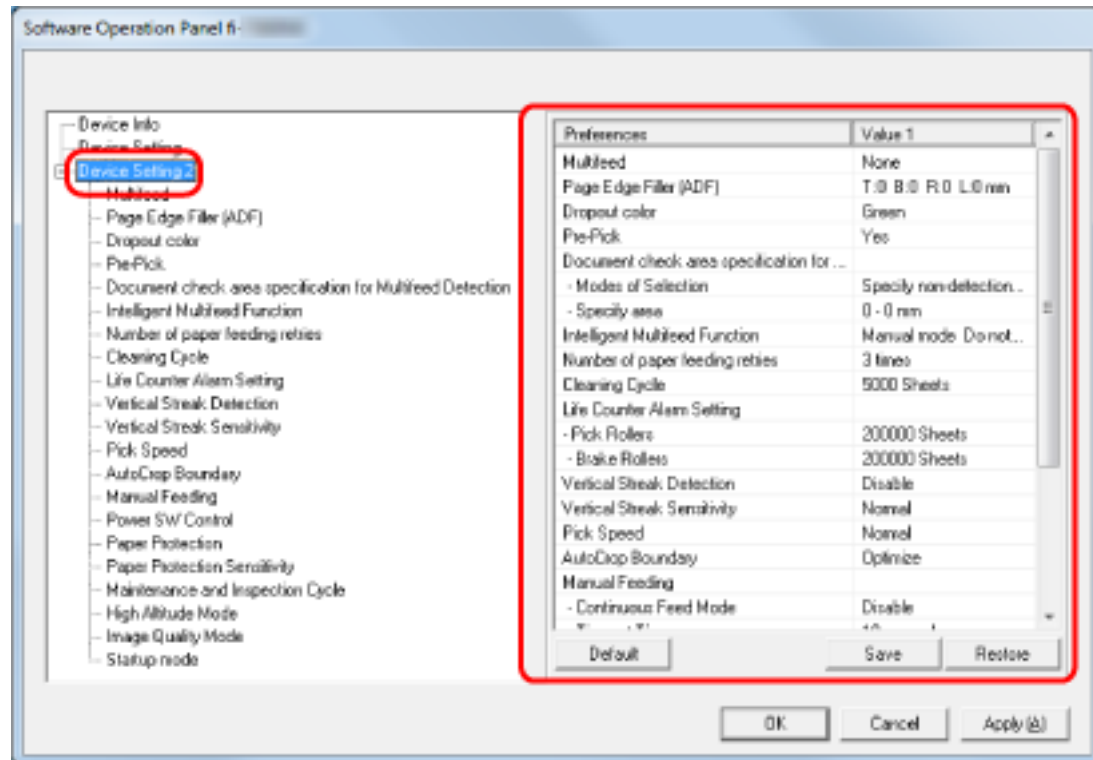 Software Operation Panel fi-
Device Info
Device Setting
Device Setting 2
Multifeed
Page Edge Filler (ADF)
Dropout color
Pre-Pick
Document check area specification for Multifeed Detection
Intelligent Multifeed Function
Number of paper feeding retries
Cleaning Cycle
Life Counter Alarm Setting
Vertical Streak Detection
Vertical Streak Sensitivity
Pick Speed
AutoCrop Boundary
Manual Feeding
Power SW Control
Paper Protection
Paper Protection Sensitivity
Maintenance and Inspection Cycle
High Altitude Mode
Image Quality Mode
Startup mode
Preferences Value 1
Multifeed None
Page Edge Filler (ADF) T:0 B:0 R:0 L:0 mm
Dropout color Green
Pre-Pick Yes
Document check area specification for ...
- Modes of Selection Specify non-detection...
- Specify area 0 - 0 mm
Intelligent Multifeed Function Manual mode Do not...
Number of paper feeding retries 3 times
Cleaning Cycle 5000 Sheets
Life Counter Alarm Setting
- Pick Rollers 200000 Sheets
- Brake Rollers 200000 Sheets
Vertical Streak Detection Disable
Vertical Streak Sensitivity Normal
Pick Speed Normal
AutoCrop Boundary Optimize
Manual Feeding
- Continuous Feed Mode Disable
Default Save Restore
OK Cancel Apply (A)